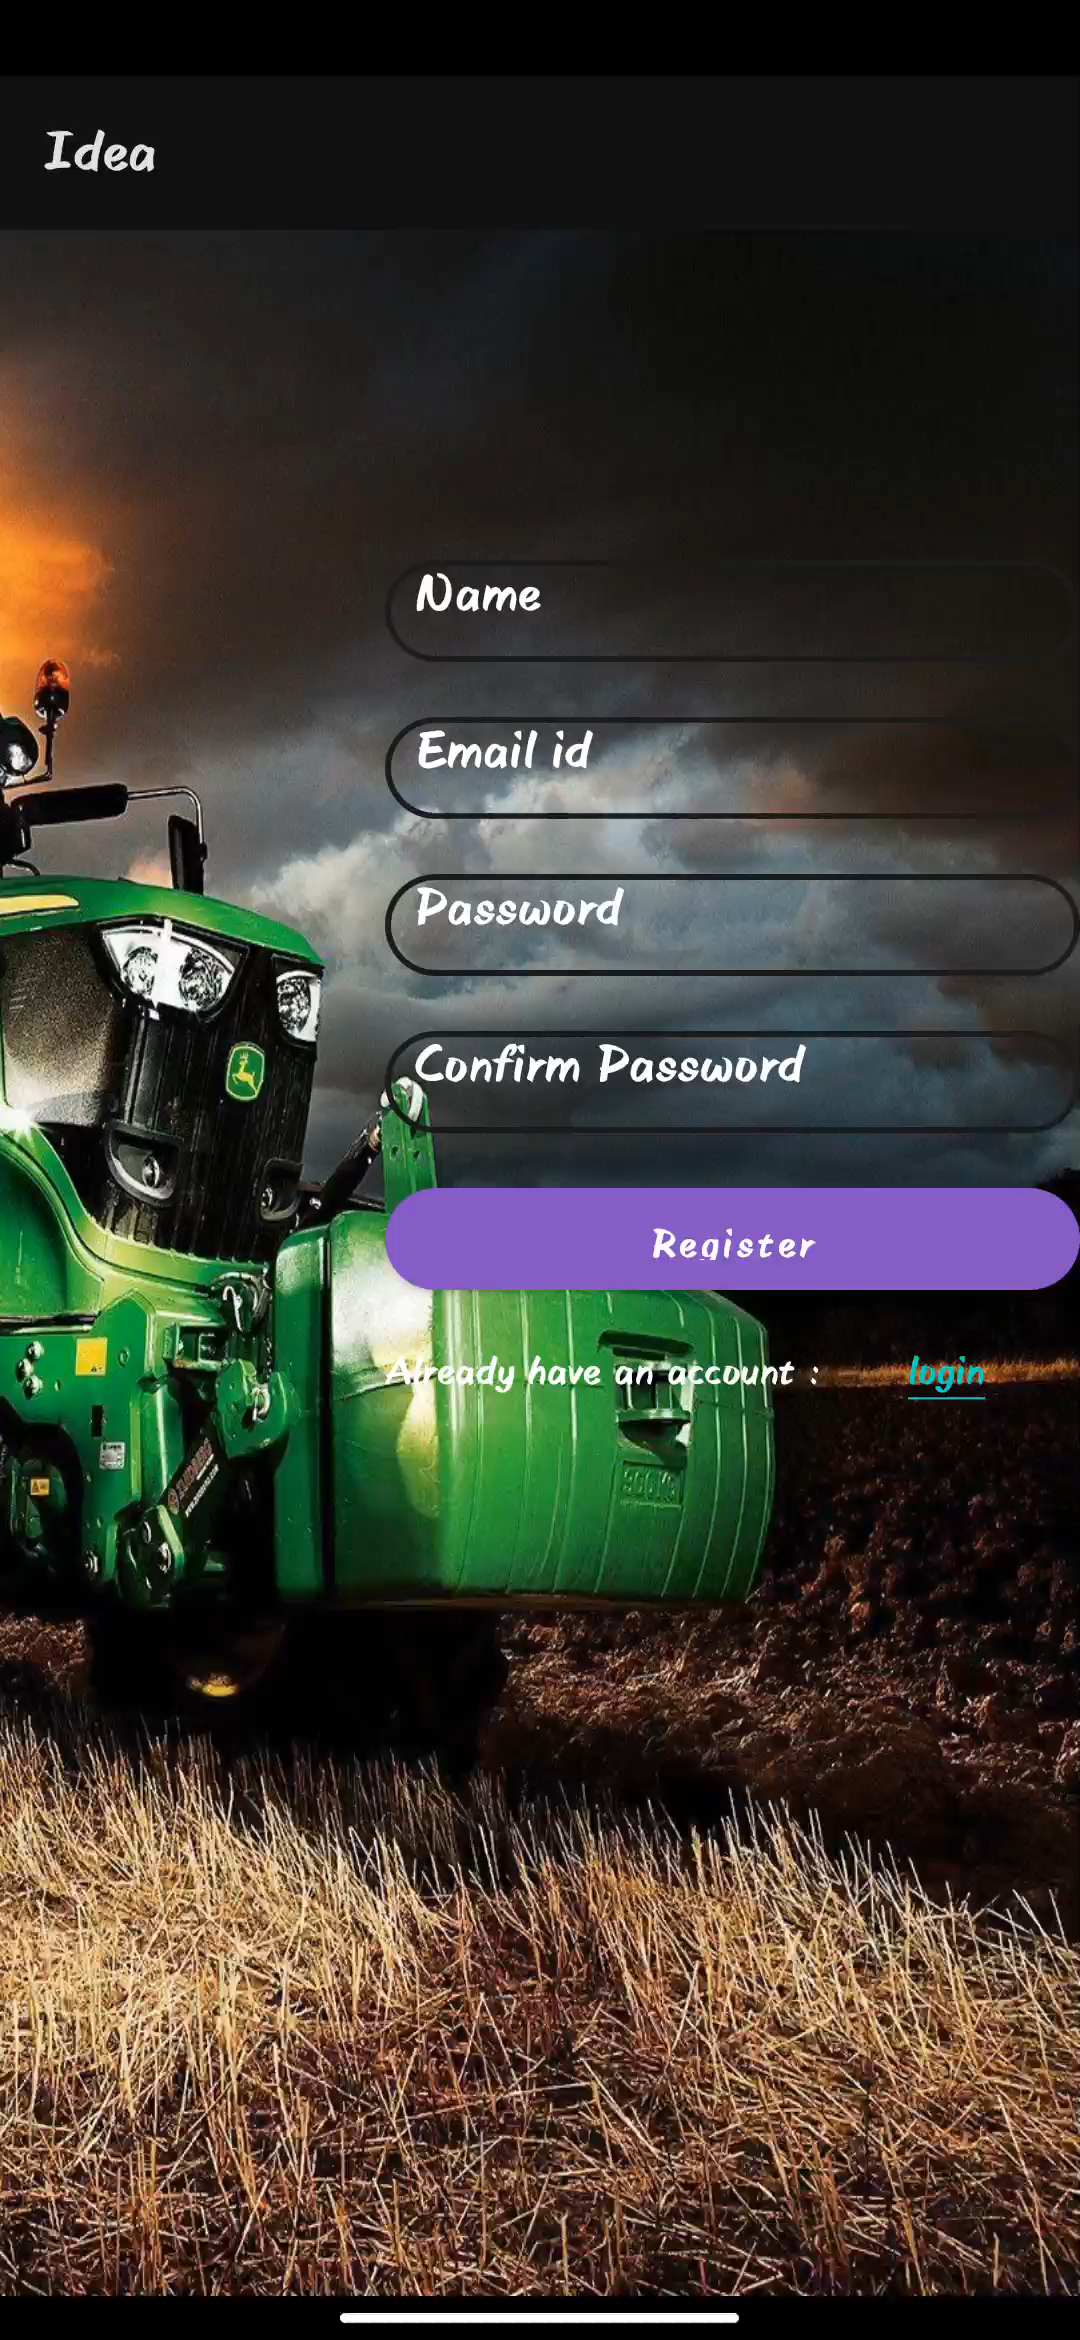 Idea
Name
Email id
Password
Confirm Password
Register
Already have an account : login